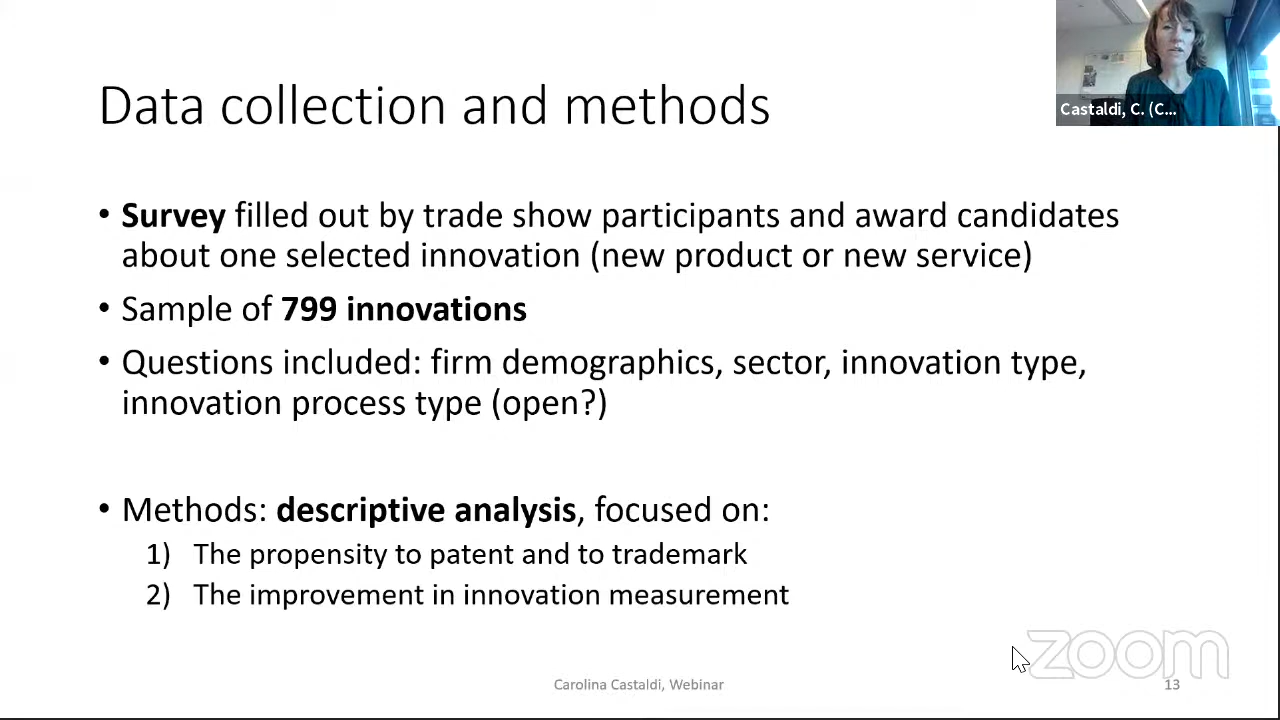 Castaldi, C. (C...
Data collection and methods
• Survey filled out by trade show participants and award candidates
about one selected innovation (new product or new service)
• Sample of 799 innovations
• Questions included: firm demographics, sector, innovation type,
innovation process type (open?)
• Methods: descriptive analysis, focused on:
1) The propensity to patent and to trademark
2) The improvement in innovation measurement
zoom
Carolina Castaldi, Webinar
13